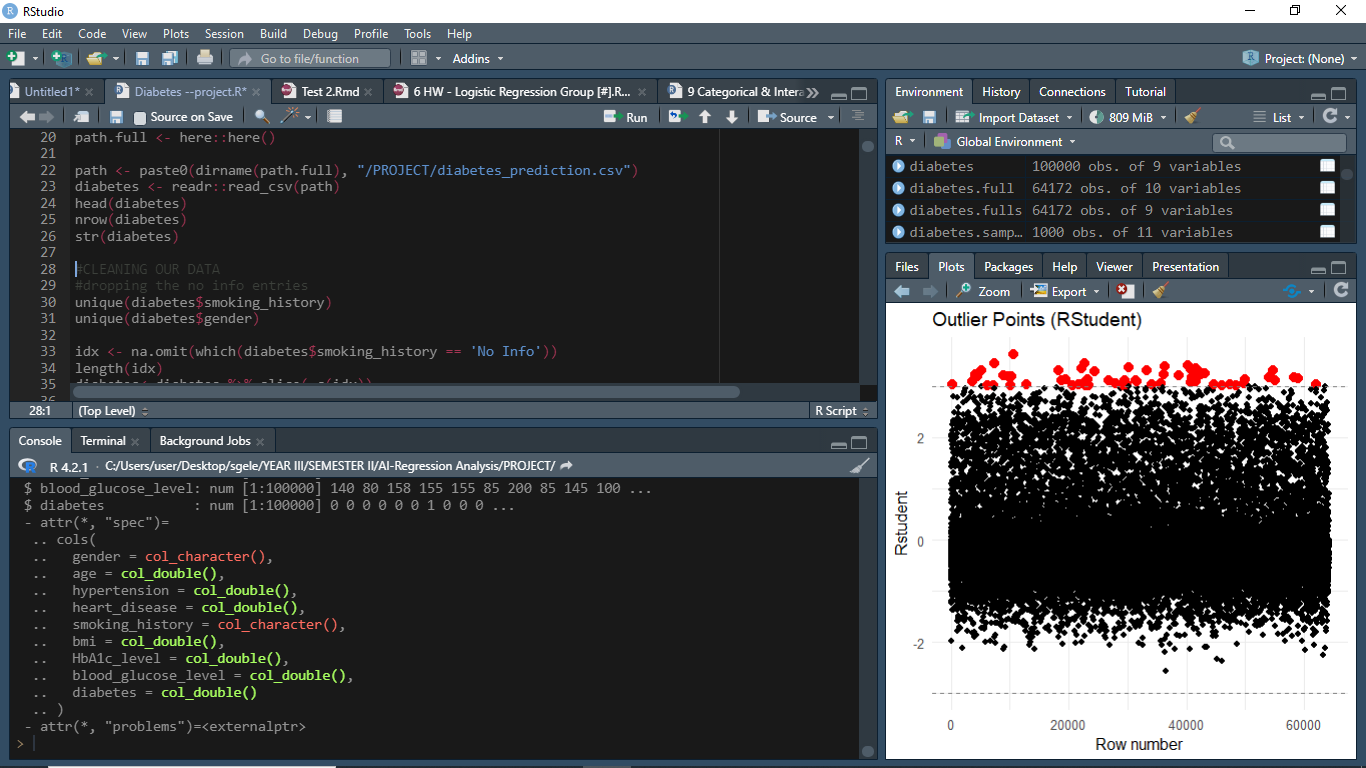 RStudio
File Edit Code View Plots Session Build Debug Profile Tools Help
Go to file/function Addins Project: (None)
Untitled1* Diabetes --project.R* Test 2.Rmd 6 HW - Logistic Regression Group [#].R... 9 Categorical & Intera
Source on Save Run Source
20 path.full <- here::here()
21
22 path <- paste0(dirname(path.full), "/PROJECT/diabetes_prediction.csv")
23 diabetes <- readr::read_csv(path)
24 head(diabetes)
25 nrow(diabetes)
26 str(diabetes)
27
28 #CLEANING OUR DATA
29 #dropping the no info entries
30 unique(diabetes$smoking_history)
31 unique(diabetes$gender)
32
33 idx <- na.omit(which(diabetes$smoking_history == 'No Info'))
34 length(idx)
35
36
28:1 (Top Level) R Script
Console Terminal Background Jobs
R 4.2.1 · C:/Users/user/Desktop/sgele/YEAR III/SEMESTER II/AI-Regression Analysis/PROJECT/
$ blood_glucose_level: num [1:100000] 140 80 158 155 155 85 200 85 145 100 ...
$ diabetes : num [1:100000] 0 0 0 0 0 0 1 0 0 0 ...
- attr(*, "spec")=
.. cols(
.. gender = col_character(),
.. age = col_double(),
.. hypertension = col_double(),
.. heart_disease = col_double(),
.. smoking_history = col_character(),
.. bmi = col_double(),
.. HbA1c_level = col_double(),
.. blood_glucose_level = col_double(),
.. diabetes = col_double()
.. )
- attr(*, "problems")=<externalptr>
>
Environment History Connections Tutorial
Import Dataset 809 MiB List
R Global Environment
diabetes 100000 obs. of 9 variables
diabetes.full 64172 obs. of 10 variables
diabetes.fulls 64172 obs. of 9 variables
diabetes.samp… 1000 obs. of 11 variables
Files Plots Packages Help Viewer Presentation
Zoom Export
Outlier Points (RStudent)
Rstudent
2
0
-2
0 20000 40000 60000
Row number